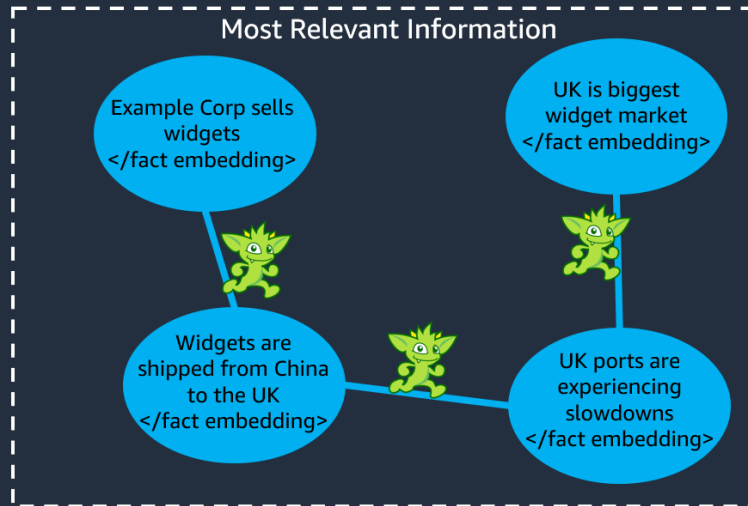 Most Relevant Information
Example Corp sells
widgets
</fact embedding>
UK is biggest
widget market
</fact embedding>
Widgets are
shipped from China
to the UK
</fact embedding>
UK ports are
experiencing
slowdowns
</fact embedding>